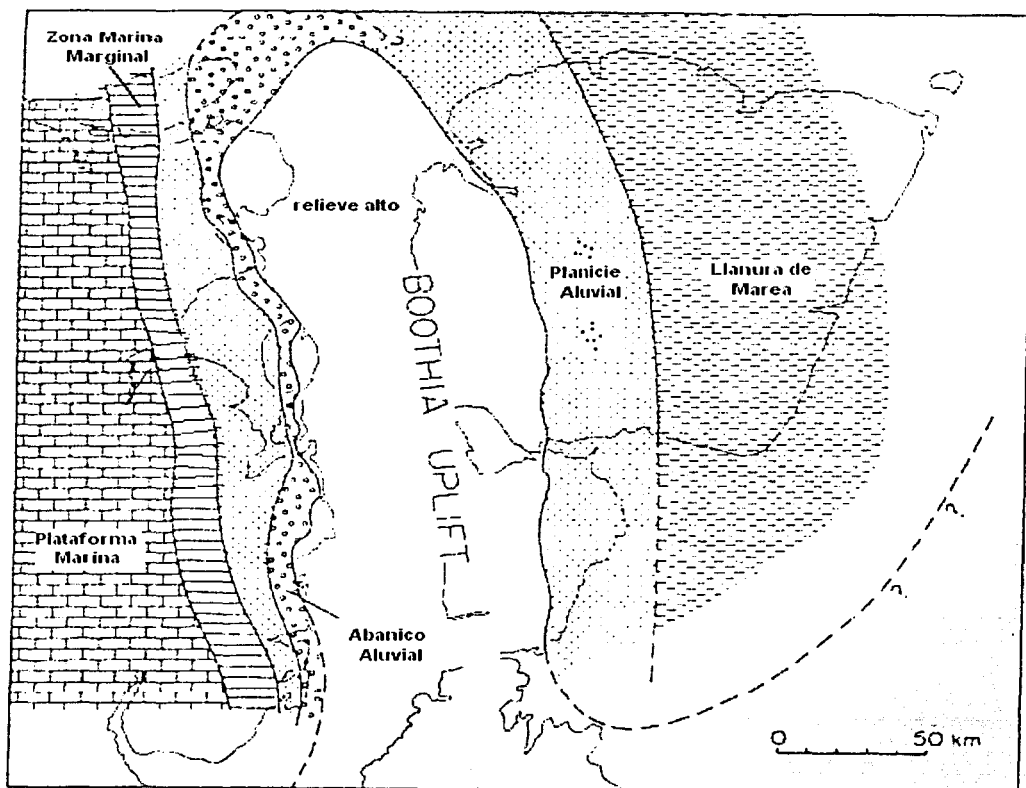 Zona Marina
Marginal
relieve alto
BOOTHIA UPLIFT
Planicie
Aluvial
Llanura de
Marea
Plataforma
Marina
Abanico
Aluvial
0 50 km